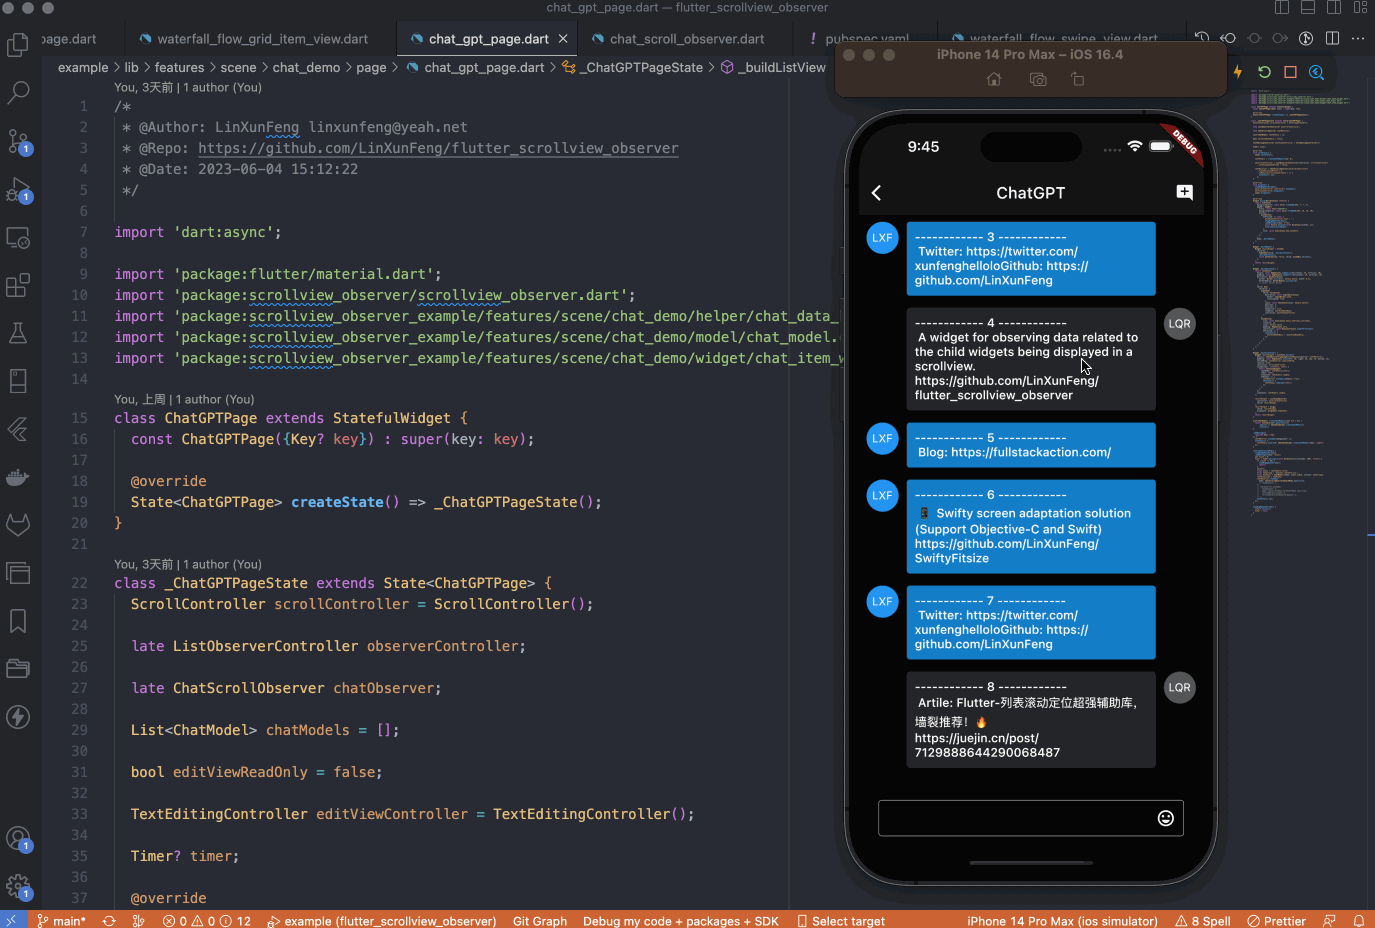 chat_gpt_page.dart — flutter_scrollview_observer
page.dart
waterfall_flow_grid_item_view.dart
chat_gpt_page.dart
chat_scroll_observer.dart
pubspec.yaml
waterfall_flow_swipe_view.dart
example > lib > features > scene > chat_demo > page > chat_gpt_page.dart > _ChatGPTPageState > _buildListView
You, 3天前 | 1 author (You)
1 /*
2 * @Author: LinXunFeng linxunfeng@yeah.net
3 * @Repo: https://github.com/LinXunFeng/flutter_scrollview_observer
4 * @Date: 2023-06-04 15:12:22
5 */
6
7 import 'dart:async';
8
9 import 'package:flutter/material.dart';
10 import 'package:scrollview_observer/scrollview_observer.dart';
11 import 'package:scrollview_observer_example/features/scene/chat_demo/helper/chat_data_
12 import 'package:scrollview_observer_example/features/scene/chat_demo/model/chat_model.
13 import 'package:scrollview_observer_example/features/scene/chat_demo/widget/chat_item_w
14
You, 上周 | 1 author (You)
15 class ChatGPTPage extends StatefulWidget {
16 const ChatGPTPage({Key? key}) : super(key: key);
17
18 @override
19 State<ChatGPTPage> createState() => _ChatGPTPageState();
20 }
21
You, 3天前 | 1 author (You)
22 class _ChatGPTPageState extends State<ChatGPTPage> {
23 ScrollController scrollController = ScrollController();
24
25 late ListObserverController observerController;
26
27 late ChatScrollObserver chatObserver;
28
29 List<ChatModel> chatModels = [];
30
31 bool editViewReadOnly = false;
32
33 TextEditingController editViewController = TextEditingController();
34
35 Timer? timer;
36
37 @override
iPhone 14 Pro Max – iOS 16.4
9:45
DEBUG
ChatGPT
LXF
------------ 3 ------------
Twitter: https://twitter.com/
xunfenghelloloGithub: https://
github.com/LinXunFeng
LQR
------------ 4 ------------
A widget for observing data related to
the child widgets being displayed in a
scrollview.
https://github.com/LinXunFeng/
flutter_scrollview_observer
LXF
------------ 5 ------------
Blog: https://fullstackaction.com/
LXF
------------ 6 ------------
📱 Swifty screen adaptation solution
(Support Objective-C and Swift)
https://github.com/LinXunFeng/
SwiftyFitsize
LXF
------------ 7 ------------
Twitter: https://twitter.com/
xunfenghelloloGithub: https://
github.com/LinXunFeng
LQR
------------ 8 ------------
Artile: Flutter-列表滚动定位超强辅助库,
墙裂推荐！🔥
https://juejin.cn/post/
7129888644290068487
1
1
1
1
main*
0 0 12
example (flutter_scrollview_observer)
Git Graph
Debug my code + packages + SDK
Select target
iPhone 14 Pro Max (ios simulator)
8 Spell
Prettier